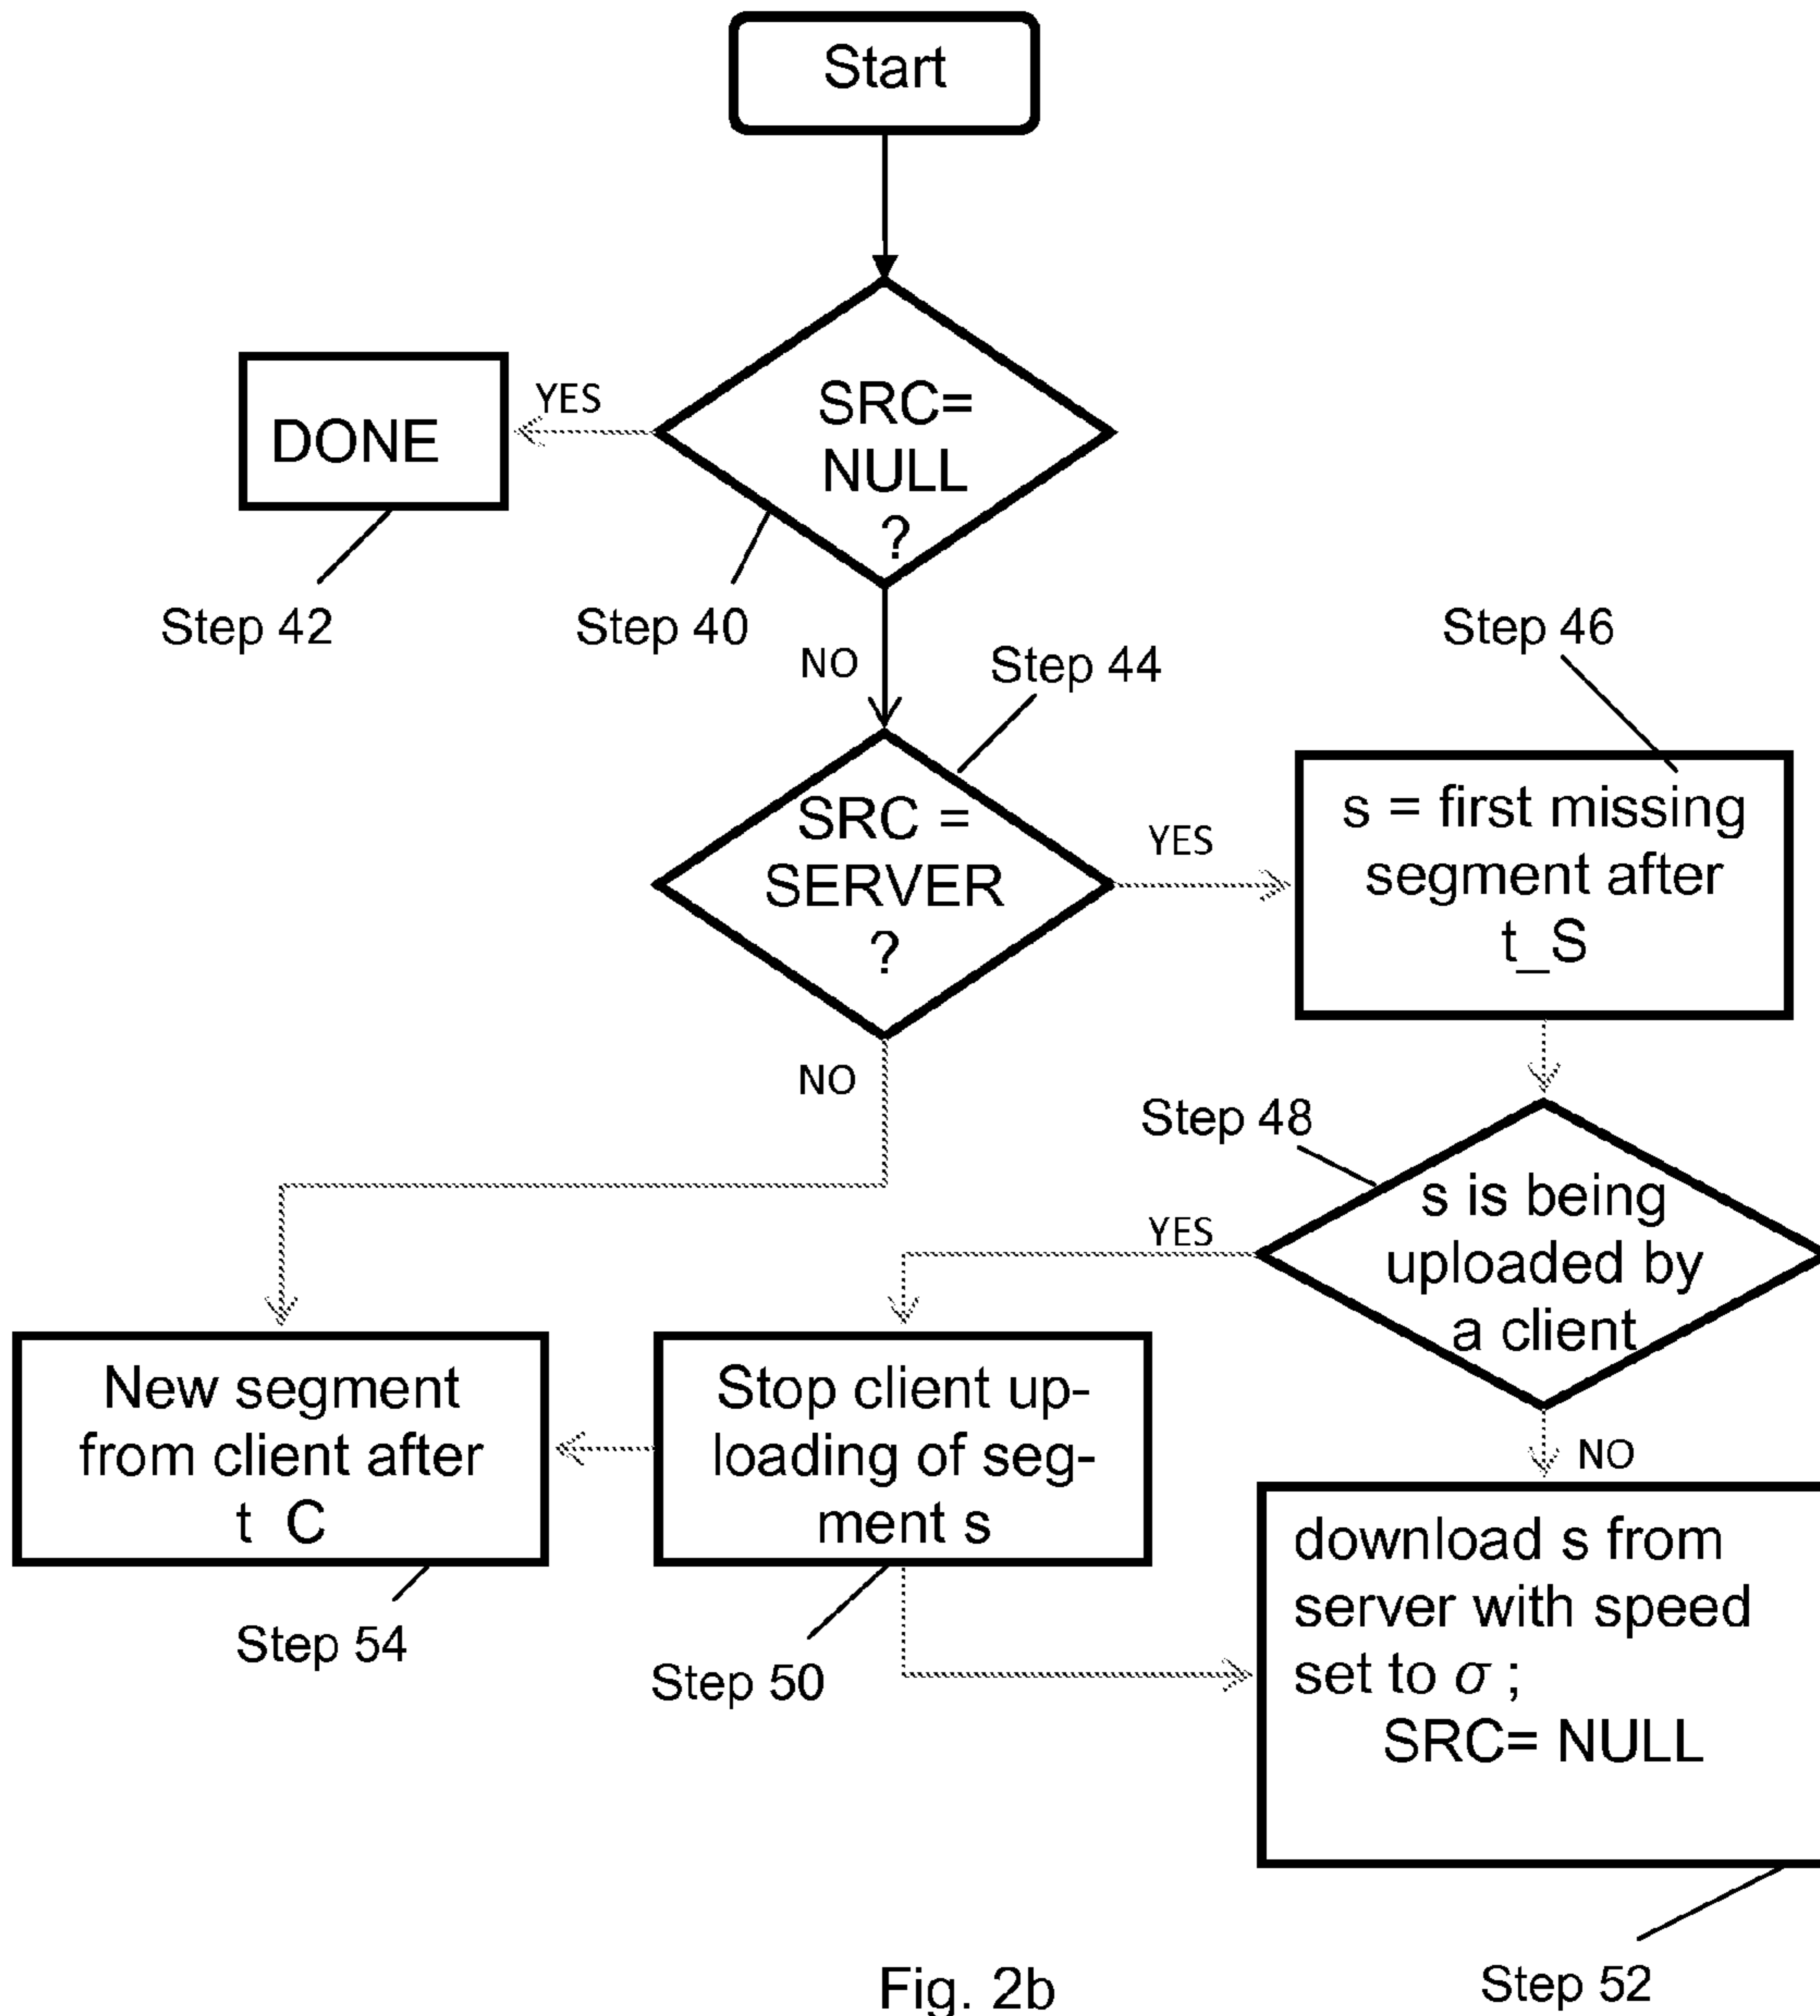 Start
SRC=
NULL
?
YES
DONE
Step 42
Step 40
NO
Step 44
Step 46
SRC =
SERVER
?
YES
s = first missing
segment after
t_S
NO
Step 48
s is being
uploaded by
a client
YES
NO
New segment
from client after
t C
Stop client up-
loading of seg-
ment s
download s from
server with speed
set to σ ;
SRC= NULL
Step 54
Step 50
Step 52
Fig. 2b